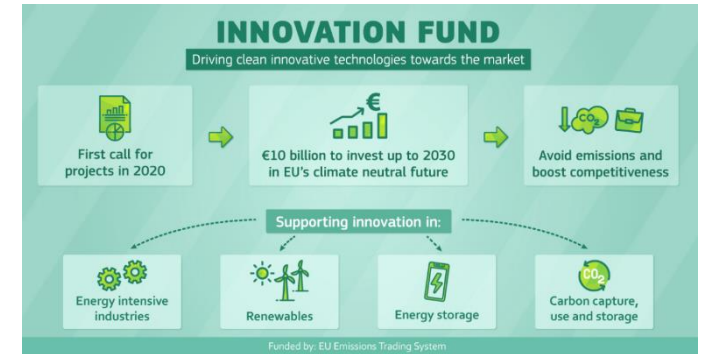 INNOVATION FUND
Driving clean innovative technologies towards the market
First call for
projects in 2020
€
€10 billion to invest up to 2030
in EU's climate neutral future
CO₂
Avoid emissions and
boost competitiveness
Supporting innovation in:
Energy intensive
industries
Renewables
Energy storage
CO₂
Carbon capture,
use and storage
Funded by: EU Emissions Trading System